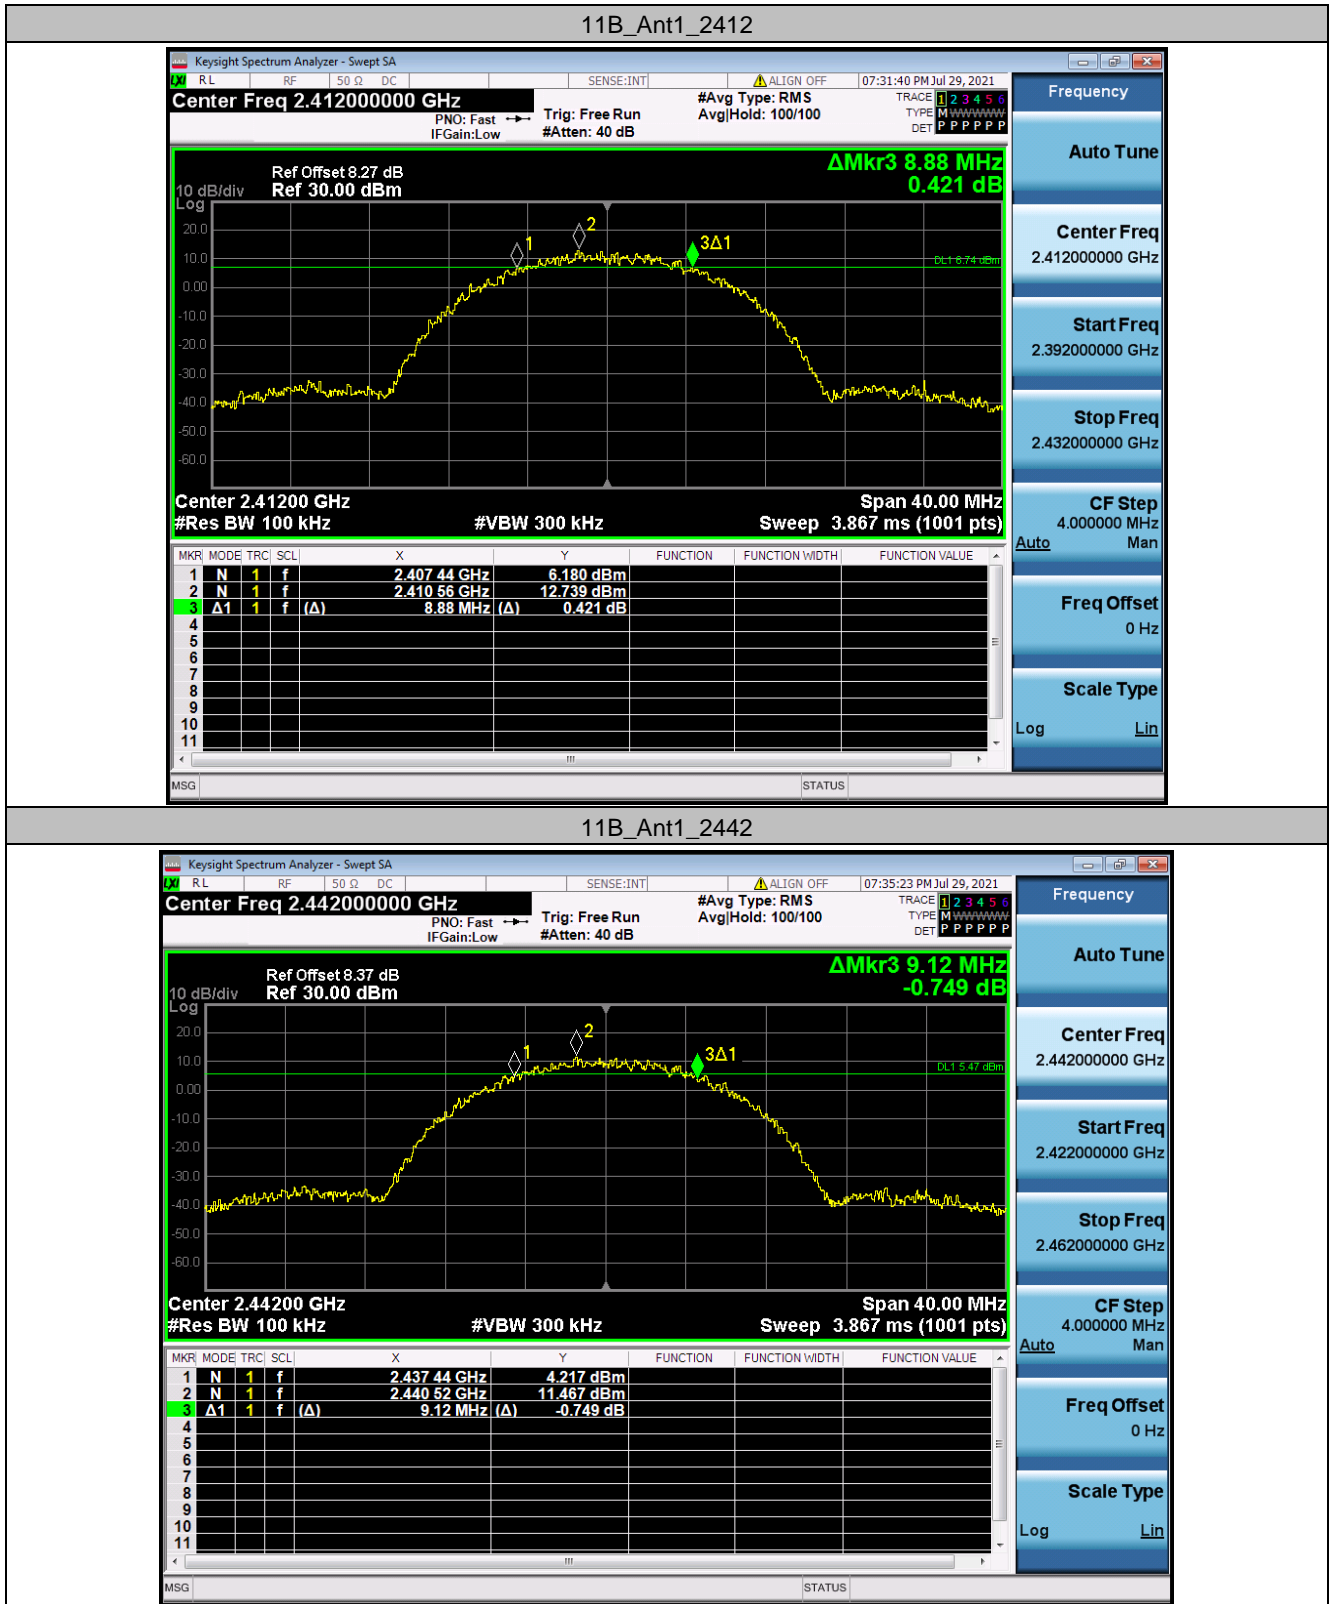 11B_Ant1_2412
Keysight Spectrum Analyzer - Swept SA
LXI RL RF 50 Ω DC SENSE:INT ALIGN OFF 07:31:40 PM Jul 29, 2021
Center Freq 2.412000000 GHz
PNO: Fast
IFGain:Low
Trig: Free Run
#Atten: 40 dB
#Avg Type: RMS
Avg|Hold: 100/100
TRACE 1 2 3 4 5 6
TYPE M W W W W W
DET P P P P P P
Frequency
Auto Tune
Center Freq
2.412000000 GHz
Start Freq
2.392000000 GHz
Stop Freq
2.432000000 GHz
CF Step
4.000000 MHz
Auto Man
Freq Offset
0 Hz
Scale Type
Log Lin
ΔMkr3 8.88 MHz
0.421 dB
Ref Offset 8.27 dB
10 dB/div Ref 30.00 dBm
Log
20.0
10.0
0.00
-10.0
-20.0
-30.0
-40.0
-50.0
-60.0
1
2
3Δ1
DL1 6.74 dBm
Center 2.41200 GHz Span 40.00 MHz
#Res BW 100 kHz #VBW 300 kHz Sweep 3.867 ms (1001 pts)
MKR MODE TRC SCL X Y FUNCTION FUNCTION WIDTH FUNCTION VALUE
1 N 1 f 2.407 44 GHz 6.180 dBm
2 N 1 f 2.410 56 GHz 12.739 dBm
3 Δ1 1 f (Δ) 8.88 MHz (Δ) 0.421 dB
4
5
6
7
8
9
10
11
MSG STATUS
11B_Ant1_2442
Keysight Spectrum Analyzer - Swept SA
LXI RL RF 50 Ω DC SENSE:INT ALIGN OFF 07:35:23 PM Jul 29, 2021
Center Freq 2.442000000 GHz
PNO: Fast
IFGain:Low
Trig: Free Run
#Atten: 40 dB
#Avg Type: RMS
Avg|Hold: 100/100
TRACE 1 2 3 4 5 6
TYPE M W W W W W
DET P P P P P P
Frequency
Auto Tune
Center Freq
2.442000000 GHz
Start Freq
2.422000000 GHz
Stop Freq
2.462000000 GHz
CF Step
4.000000 MHz
Auto Man
Freq Offset
0 Hz
Scale Type
Log Lin
ΔMkr3 9.12 MHz
-0.749 dB
Ref Offset 8.37 dB
10 dB/div Ref 30.00 dBm
Log
20.0
10.0
0.00
-10.0
-20.0
-30.0
-40.0
-50.0
-60.0
1
2
3Δ1
DL1 5.47 dBm
Center 2.44200 GHz Span 40.00 MHz
#Res BW 100 kHz #VBW 300 kHz Sweep 3.867 ms (1001 pts)
MKR MODE TRC SCL X Y FUNCTION FUNCTION WIDTH FUNCTION VALUE
1 N 1 f 2.437 44 GHz 4.217 dBm
2 N 1 f 2.440 52 GHz 11.467 dBm
3 Δ1 1 f (Δ) 9.12 MHz (Δ) -0.749 dB
4
5
6
7
8
9
10
11
MSG STATUS